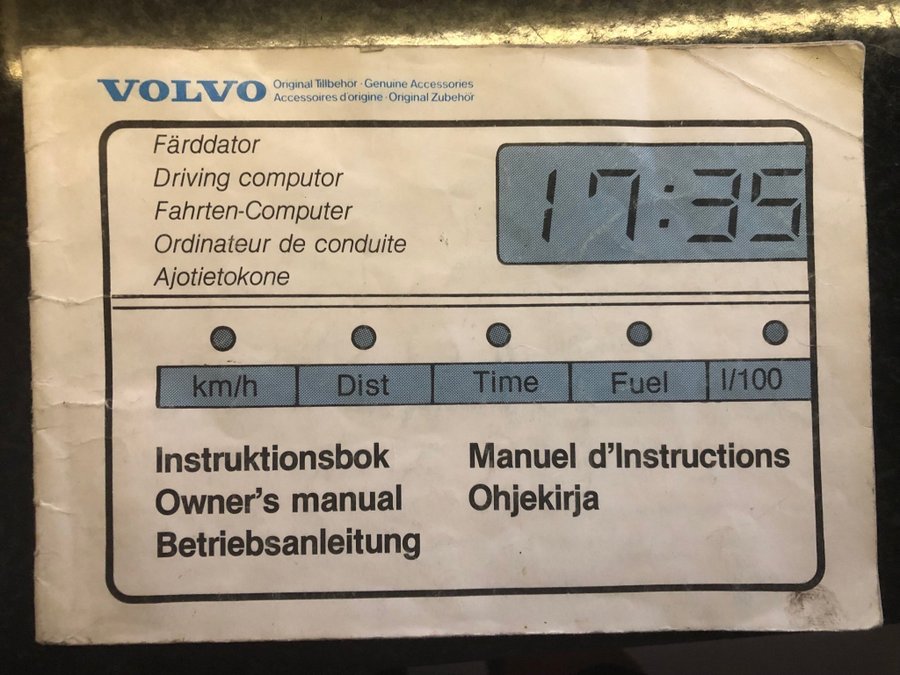 VOLVO Original Tillbehör · Genuine Accessories
Accessoires d'origine · Original Zubehör
Färddator
Driving computor
Fahrten-Computer
Ordinateur de conduite
Ajotietokone
17:35
km/h Dist Time Fuel l/100
Instruktionsbok
Owner's manual
Betriebsanleitung
Manuel d'Instructions
Ohjekirja